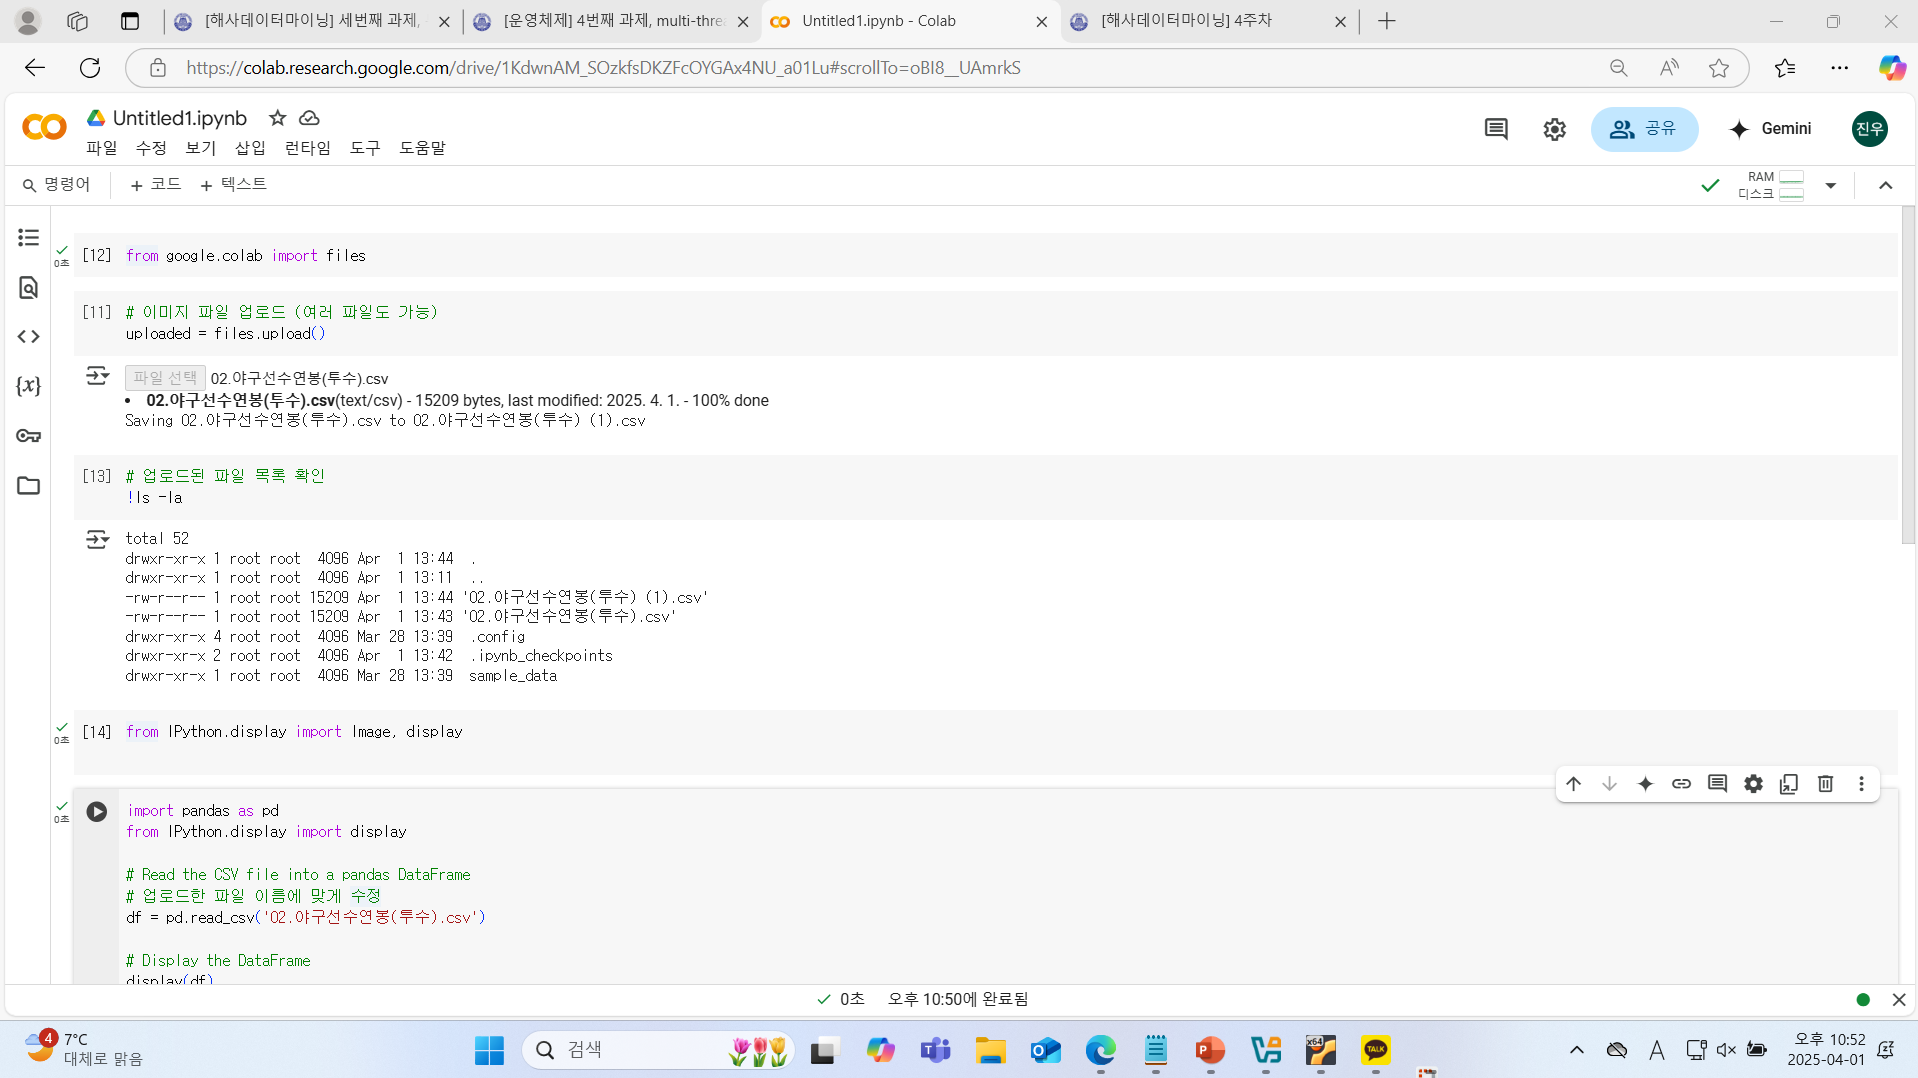 [해사데이터마이닝] 세번째 과제,
[운영체제] 4번째 과제, multi-thre
Untitled1.ipynb - Colab
[해사데이터마이닝] 4주차
https://colab.research.google.com/drive/1KdwnAM_SOzkfsDKZFcOYGAx4NU_a01Lu#scrollTo=oBI8__UAmrkS
Untitled1.ipynb
파일 수정 보기 삽입 런타임 도구 도움말
공유
Gemini
진우
명령어
+ 코드 + 텍스트
RAM
디스크
0초
[12] from google.colab import files
[11] # 이미지 파일 업로드 (여러 파일도 가능)
uploaded = files.upload()
파일 선택 02.야구선수연봉(투수).csv
• 02.야구선수연봉(투수).csv(text/csv) - 15209 bytes, last modified: 2025. 4. 1. - 100% done
Saving 02.야구선수연봉(투수).csv to 02.야구선수연봉(투수) (1).csv
[13] # 업로드된 파일 목록 확인
!ls -la
total 52
drwxr-xr-x 1 root root  4096 Apr  1 13:44  .
drwxr-xr-x 1 root root  4096 Apr  1 13:11  ..
-rw-r--r-- 1 root root 15209 Apr  1 13:44 '02.야구선수연봉(투수) (1).csv'
-rw-r--r-- 1 root root 15209 Apr  1 13:43 '02.야구선수연봉(투수).csv'
drwxr-xr-x 4 root root  4096 Mar 28 13:39  .config
drwxr-xr-x 2 root root  4096 Apr  1 13:42  .ipynb_checkpoints
drwxr-xr-x 1 root root  4096 Mar 28 13:39  sample_data
0초
[14] from IPython.display import Image, display
0초
import pandas as pd
from IPython.display import display
# Read the CSV file into a pandas DataFrame
# 업로드한 파일 이름에 맞게 수정
df = pd.read_csv('02.야구선수연봉(투수).csv')
# Display the DataFrame
display(df)
0초 오후 10:50에 완료됨
4
7°C
대체로 맑음
검색
x64
TALK
A
오후 10:52
2025-04-01